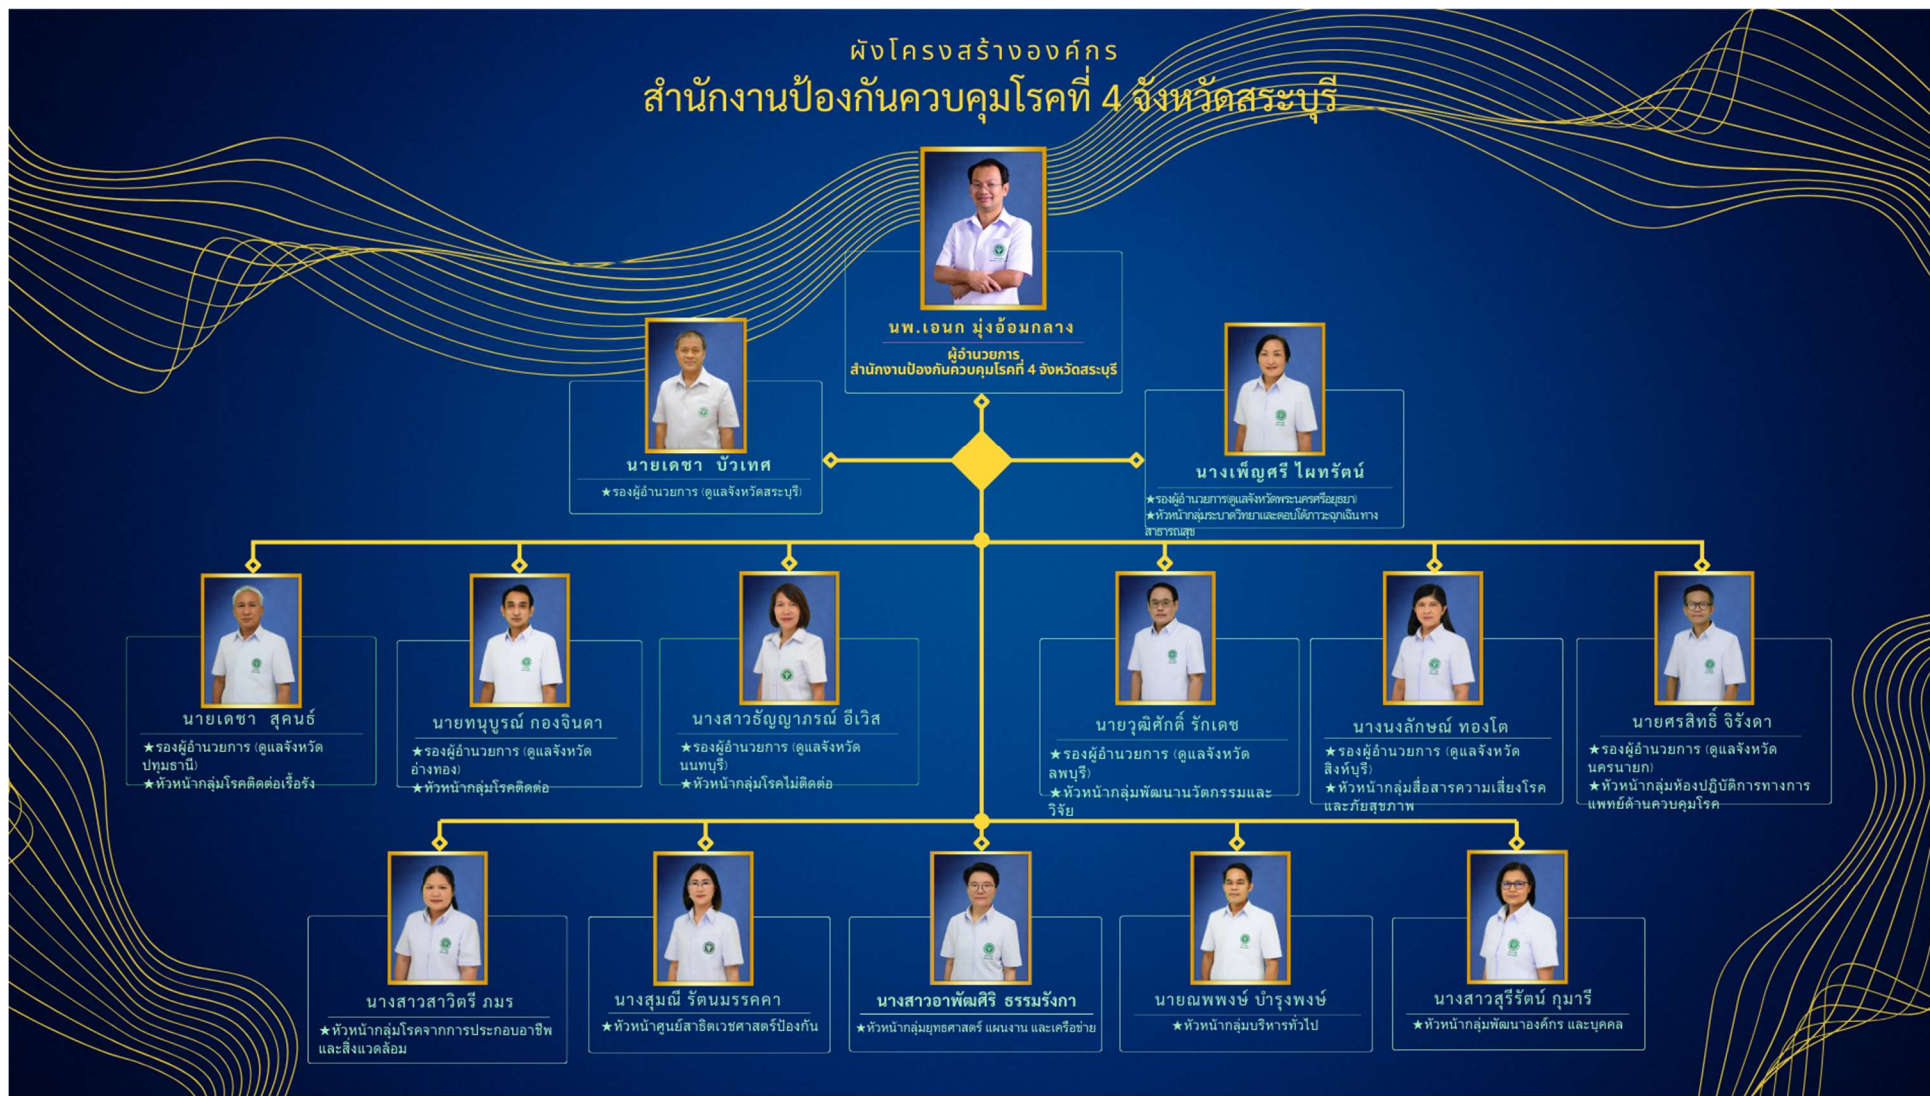 ผังโครงสร้างองค์กร
สำนักงานป้องกันควบคุมโรคที่ 4 จังหวัดสระบุรี
นพ.เอนก มุ่งอ้อมกลาง
ผู้อำนวยการ
สำนักงานป้องกันควบคุมโรคที่ 4 จังหวัดสระบุรี
นายเดชา บัวเทศ
★รองผู้อำนวยการ (ดูแลจังหวัดสระบุรี)
นางเพ็ญศรี ไผทรัตน์
★รองผู้อำนวยการ(ดูแลจังหวัดพระนครศรีอยุธยา)
★หัวหน้ากลุ่มระบาดวิทยาและตอบโต้ภาวะฉุกเฉินทาง
สาธารณสุข
นายเดชา สุคนธ์
★รองผู้อำนวยการ (ดูแลจังหวัด
ปทุมธานี)
★หัวหน้ากลุ่มโรคติดต่อเรื้อรัง
นายทนุบูรณ์ กองจินดา
★รองผู้อำนวยการ (ดูแลจังหวัด
อ่างทอง)
★หัวหน้ากลุ่มโรคติดต่อ
นางสาวธัญญาภรณ์ อีเวิส
★รองผู้อำนวยการ (ดูแลจังหวัด
นนทบุรี)
★หัวหน้ากลุ่มโรคไม่ติดต่อ
นายวุฒิศักดิ์ รักเดช
★รองผู้อำนวยการ (ดูแลจังหวัด
ลพบุรี)
★หัวหน้ากลุ่มพัฒนานวัตกรรมและ
วิจัย
นางนงลักษณ์ ทองโต
★รองผู้อำนวยการ (ดูแลจังหวัด
สิงห์บุรี)
★หัวหน้ากลุ่มสื่อสารความเสี่ยงโรค
และภัยสุขภาพ
นายศรสิทธิ์ จิรังดา
★รองผู้อำนวยการ (ดูแลจังหวัด
นครนายก)
★หัวหน้ากลุ่มห้องปฏิบัติการทางการ
แพทย์ด้านควบคุมโรค
นางสาวสาวิตรี ภมร
★หัวหน้ากลุ่มโรคจากการประกอบอาชีพ
และสิ่งแวดล้อม
นางสุมณี รัตนมรรคคา
★หัวหน้าศูนย์สาธิตเวชศาสตร์ป้องกัน
นางสาวอาพัฒศิริ ธรรมรังกา
★หัวหน้ากลุ่มยุทธศาสตร์ แผนงาน และเครือข่าย
นายณพพงษ์ บำรุงพงษ์
★หัวหน้ากลุ่มบริหารทั่วไป
นางสาวสุรีรัตน์ กุมารี
★หัวหน้ากลุ่มพัฒนาองค์กร และบุคคล